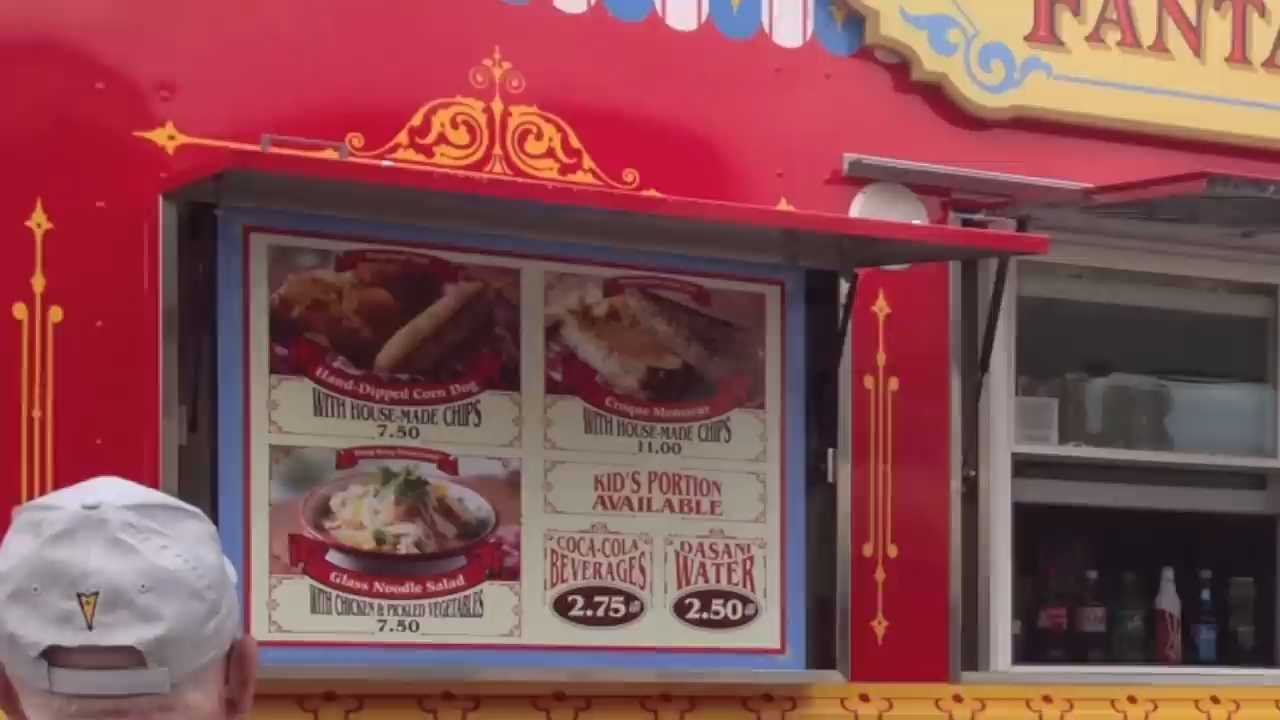 FANTA
Hand-Dipped Corn Dog
WITH HOUSE-MADE CHIPS
7.50
Croque Monsieur
WITH HOUSE-MADE CHIPS
11.00
Glass Noodle Salad
WITH CHICKEN & PICKLED VEGETABLES
7.50
KID'S PORTION
AVAILABLE
COCA-COLA
BEVERAGES
2.75
DASANI
WATER
2.50